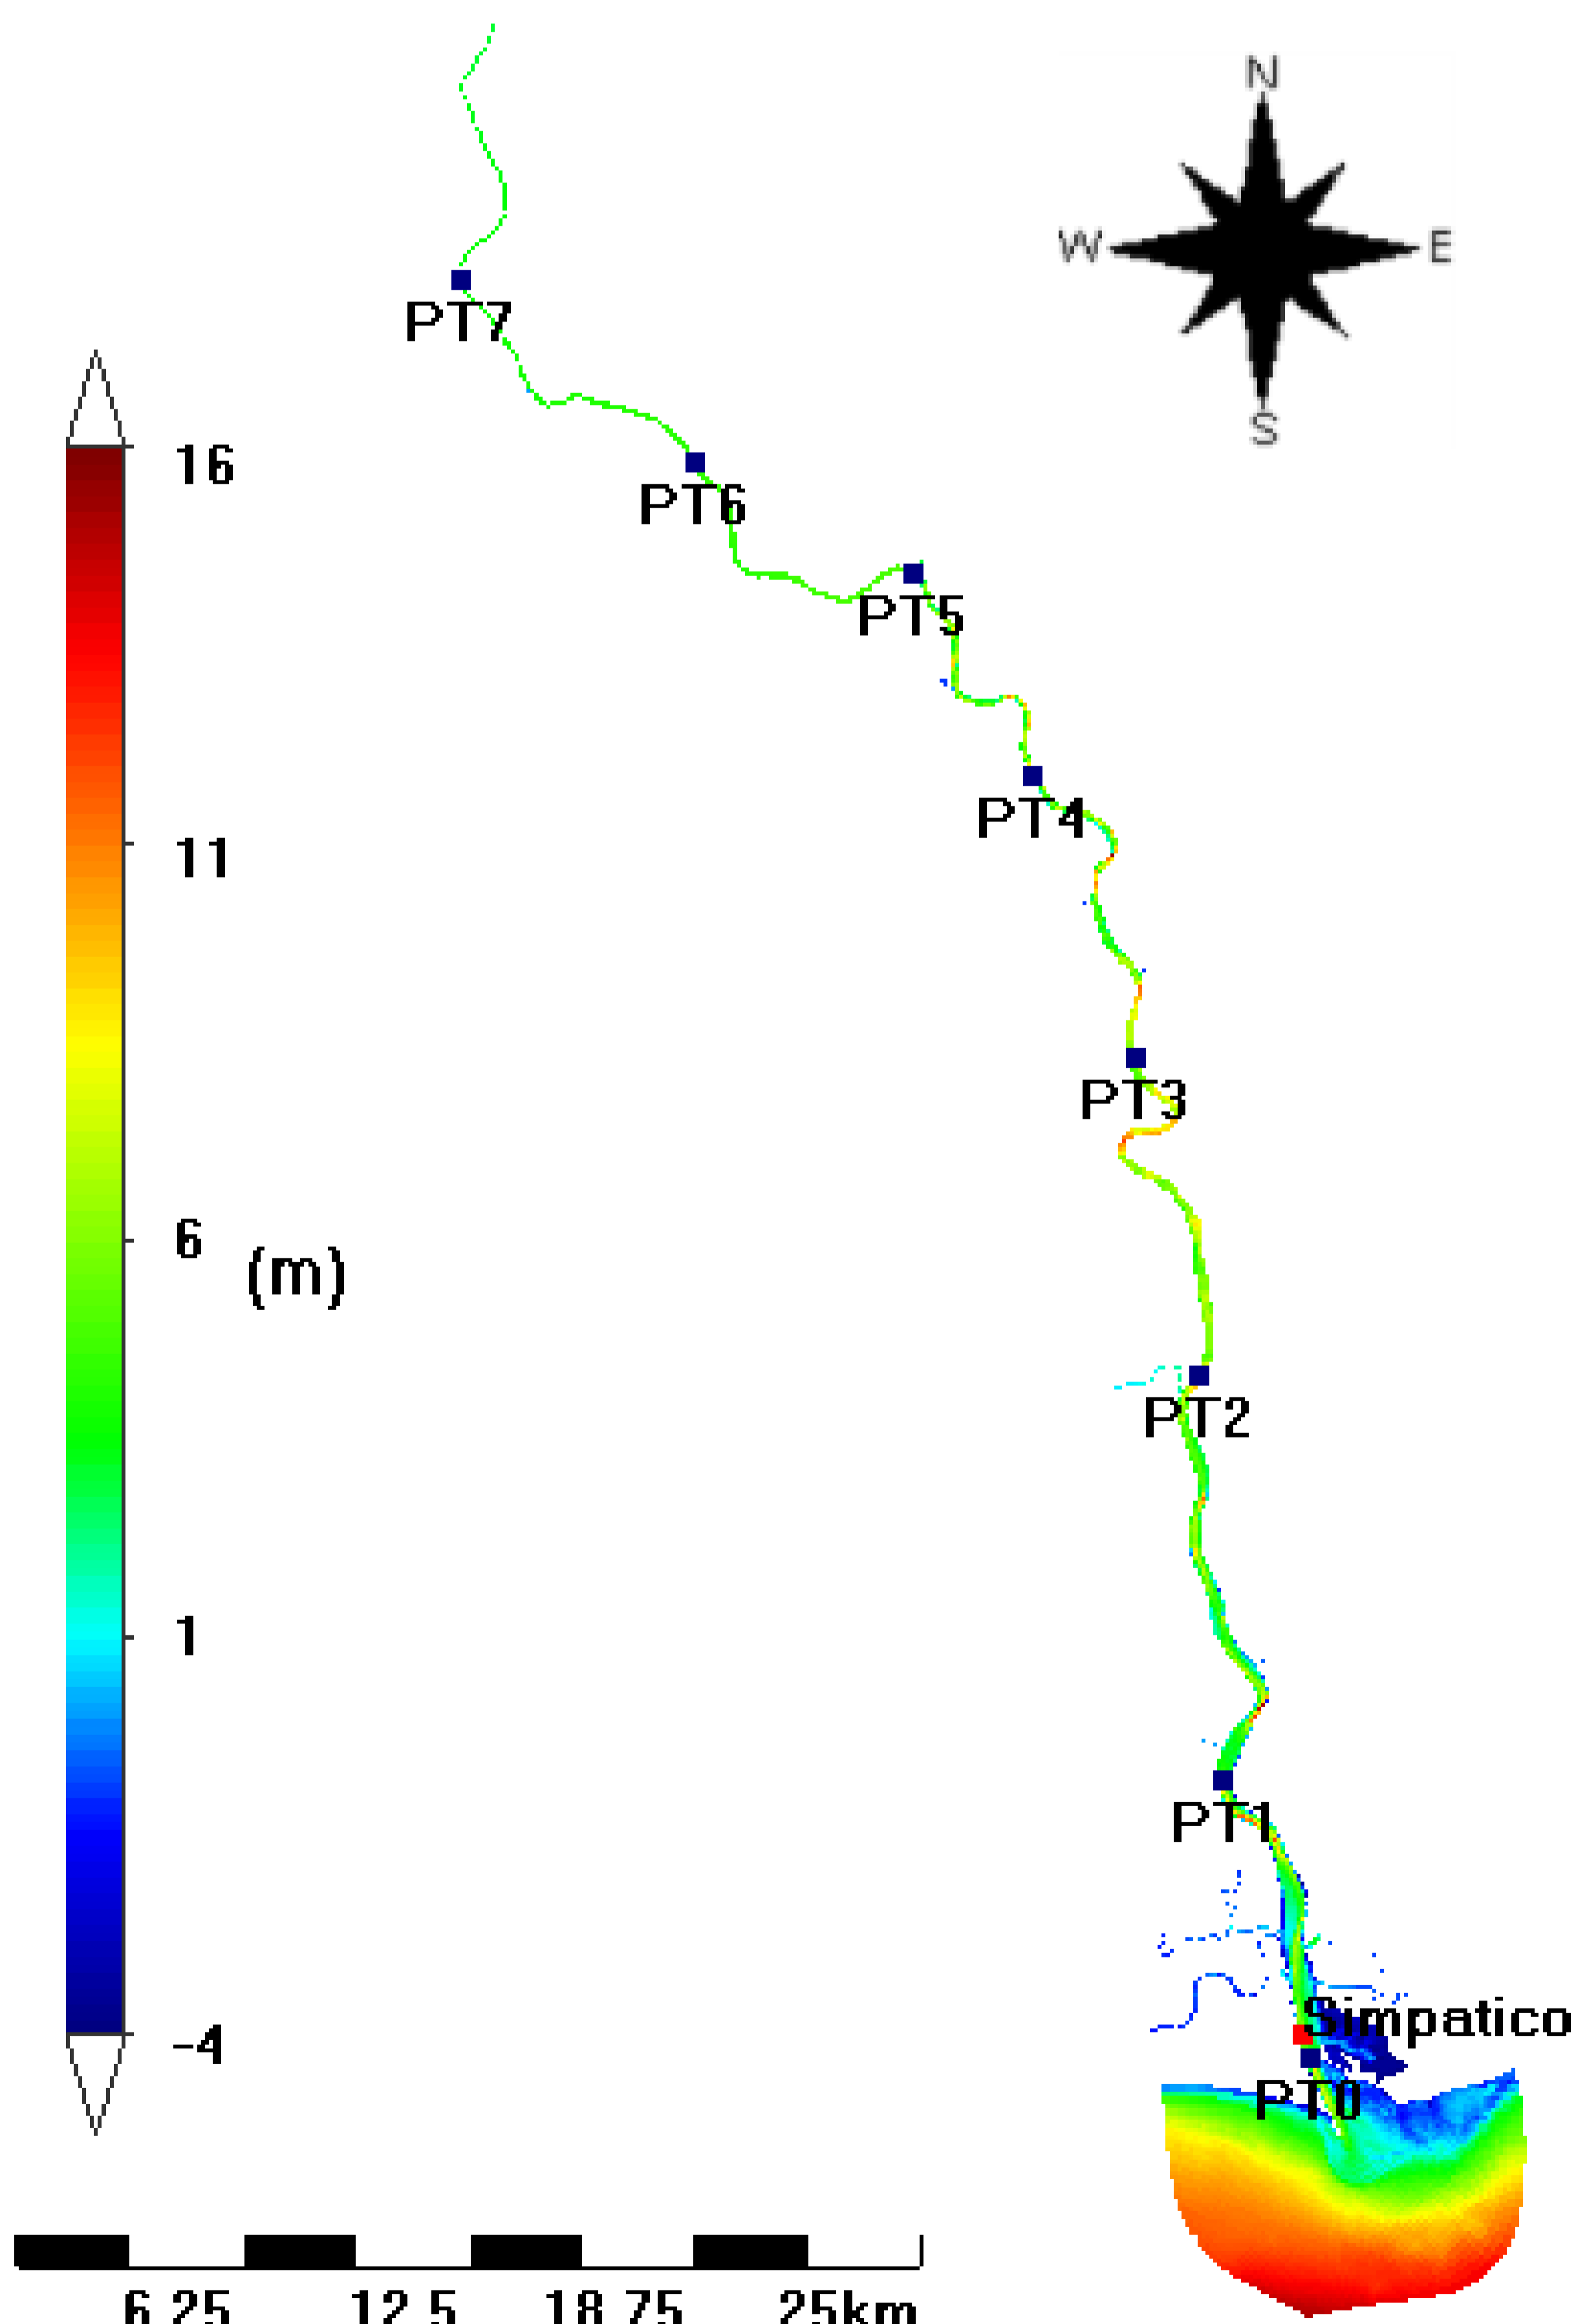 N
W E
S
PT7
16
PT6
PT5
11
PT4
PT3
6 (m)
PT2
1
PT1
Simpatico
-4
PT0
6.25 12.5 18.75 25km